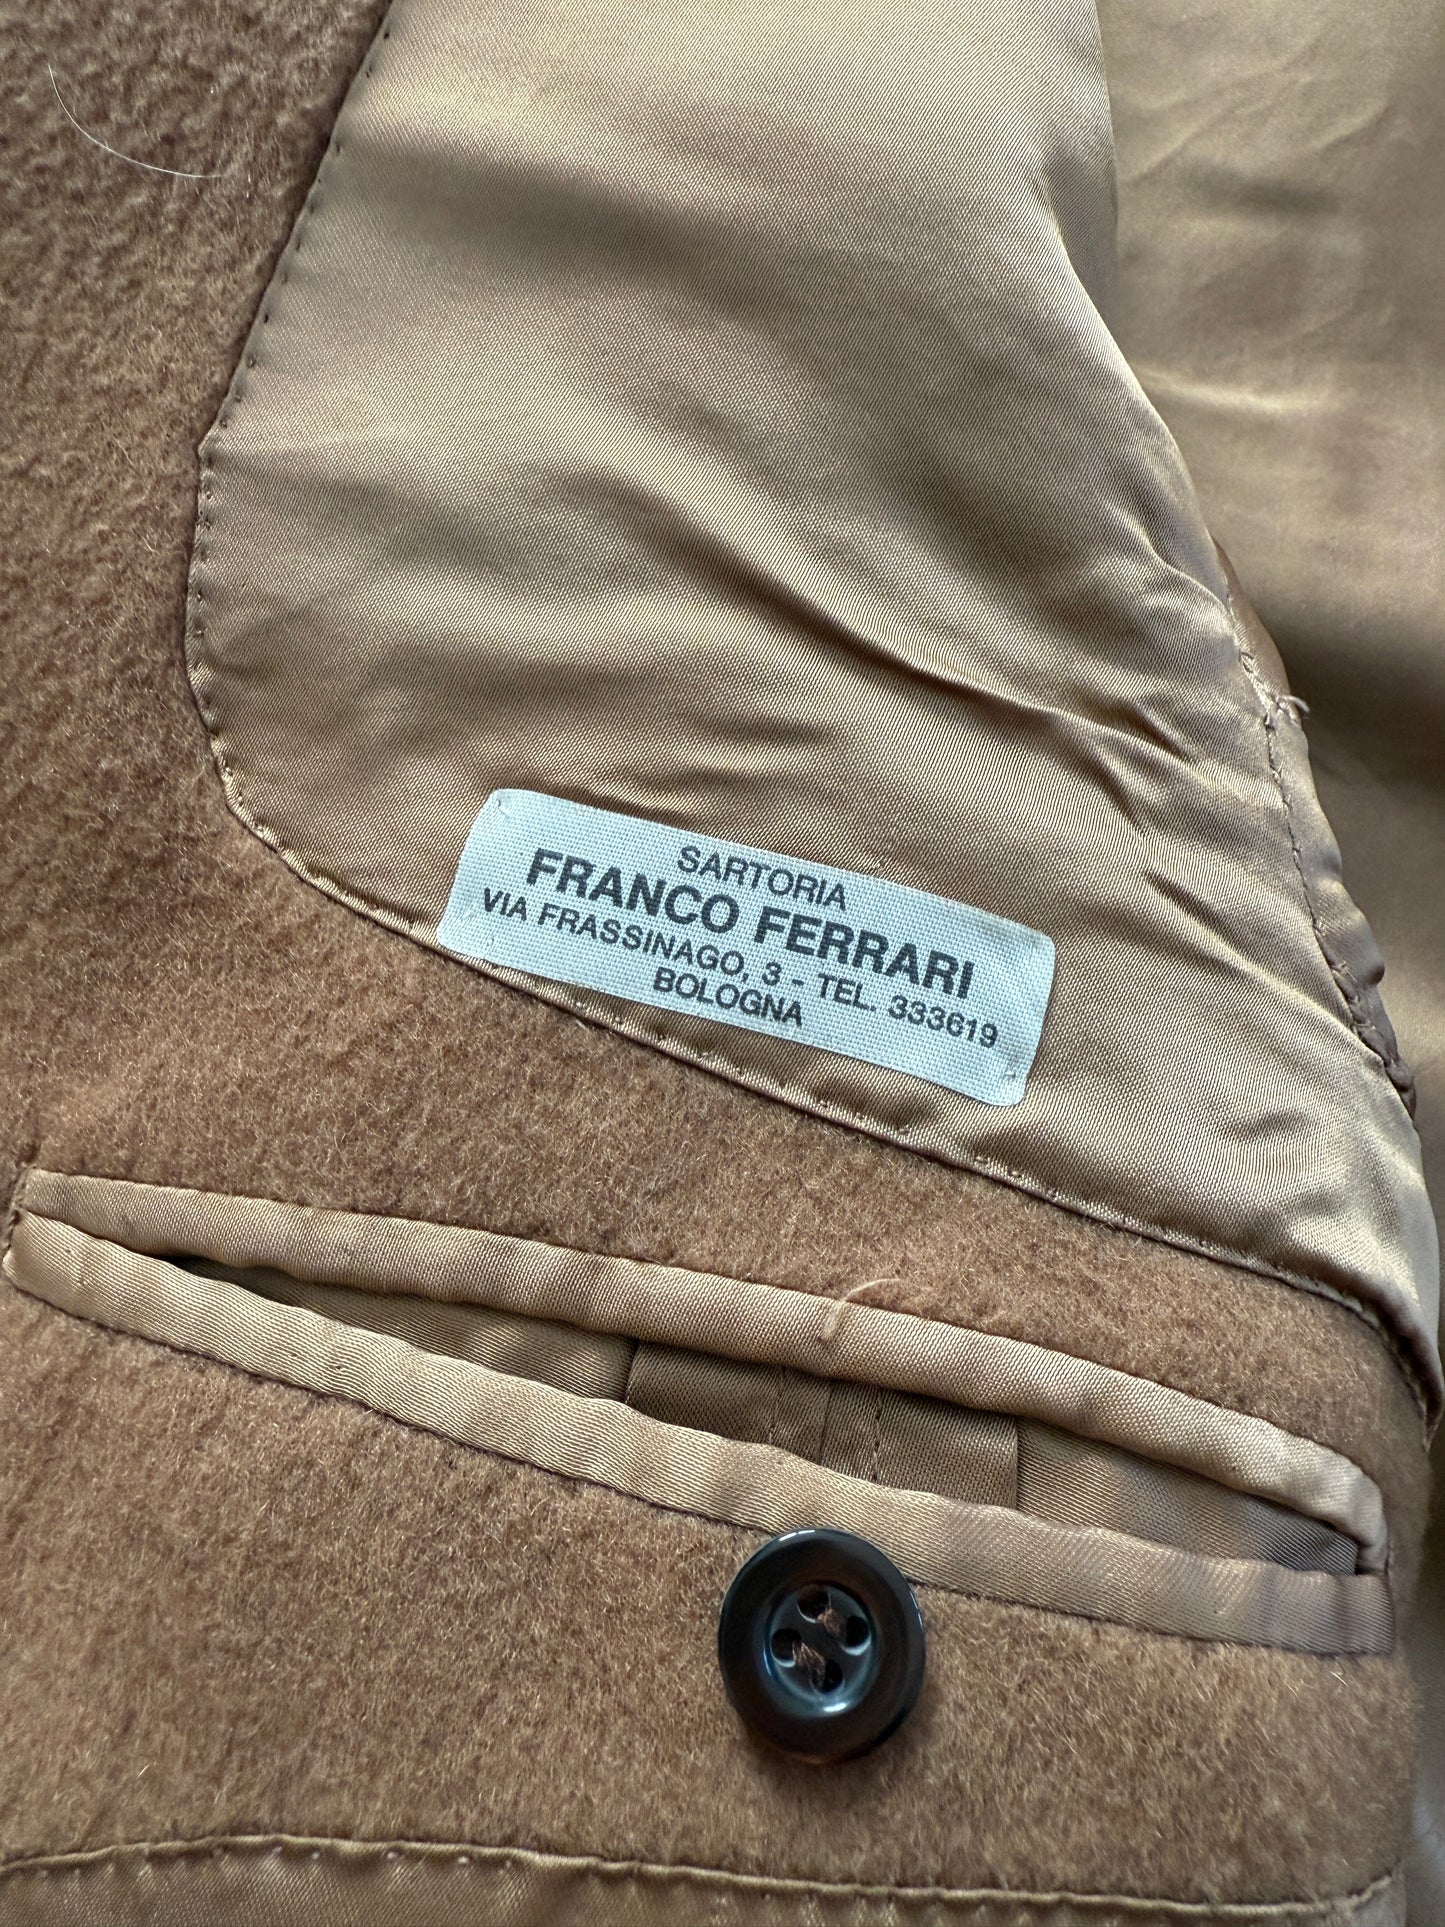 SARTORIA
FRANCO FERRARI
VIA FRASSINAGO, 3 - TEL. 333619
BOLOGNA